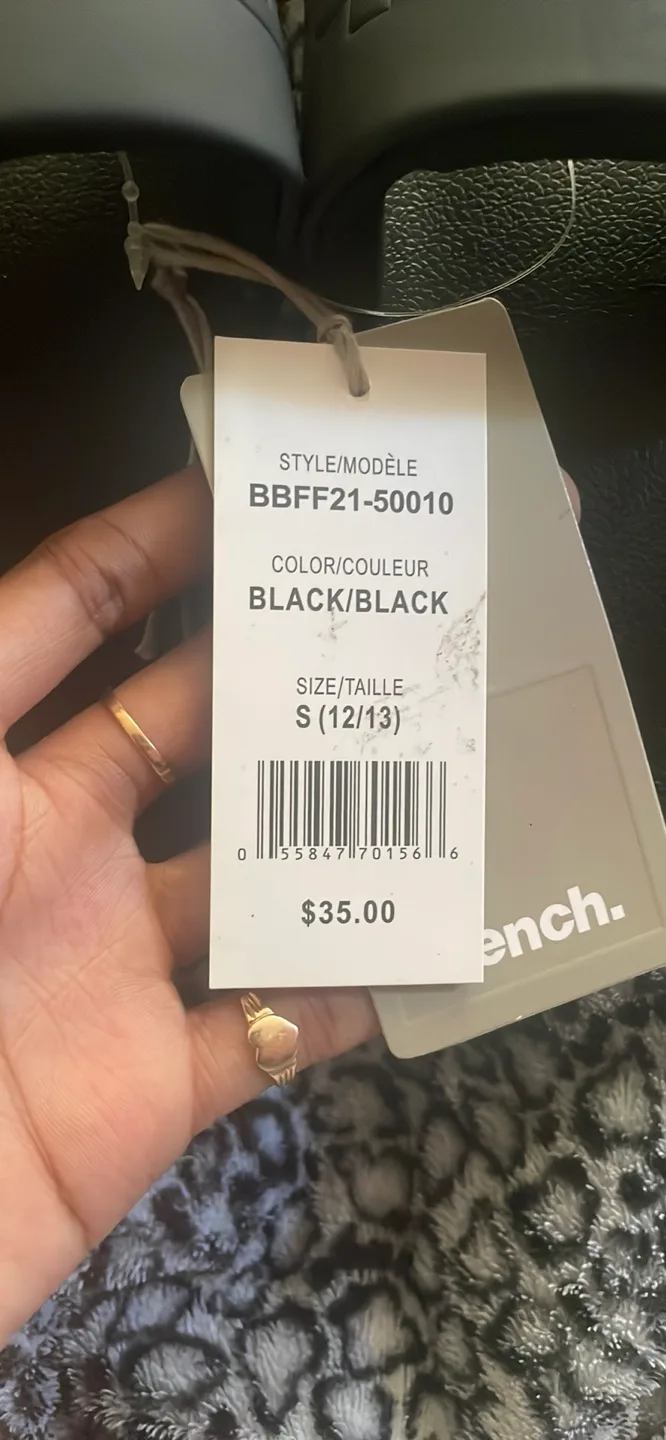 STYLE/MODÈLE
BBFF21-50010
COLOR/COULEUR
BLACK/BLACK
SIZE/TAILLE
S (12/13)
0 55847 70156 6
$35.00
ench.